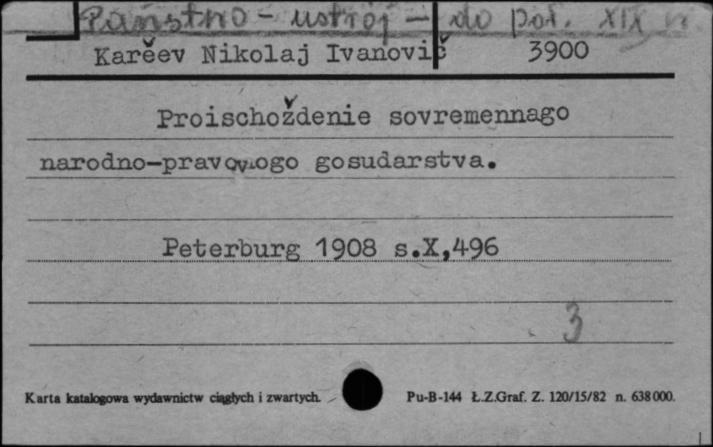 Państwo - ustrój - do poł. XIX w.
Karěev Nikolaj Ivanovič 3900
Proischoždenie sovremennago
narodno-pravovogo gosudarstva.
Peterburg 1908 s.X,496
3
Karta katalogowa wydawnictw ciągłych i zwartych. Pu-B-144 Ł.Z.Graf. Z. 120/15/82 n. 638000.